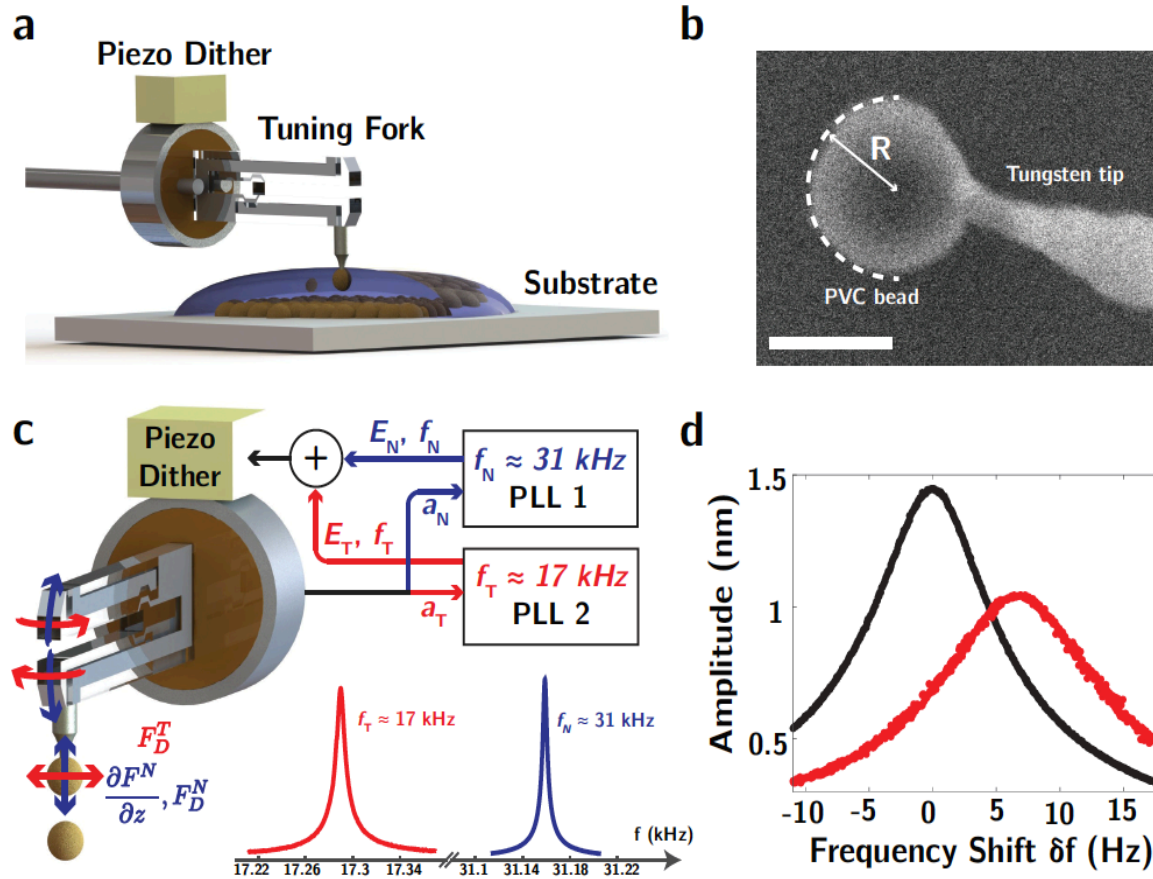 a
Piezo Dither
Tuning Fork
Substrate
b
R
Tungsten tip
PVC bead
c
Piezo
Dither
+
E_N, f_N
f_N ≈ 31 kHz
PLL 1
a_N
E_T, f_T
f_T ≈ 17 kHz
PLL 2
a_T
F_D^T
∂F^N/∂z, F_D^N
f_T ≈ 17 kHz
f_N ≈ 31 kHz
f (kHz)
17.22 17.26 17.3 17.34 31.1 31.14 31.18 31.22
d
Amplitude (nm)
1.5
1
0.5
-10 -5 0 5 10 15
Frequency Shift δf (Hz)